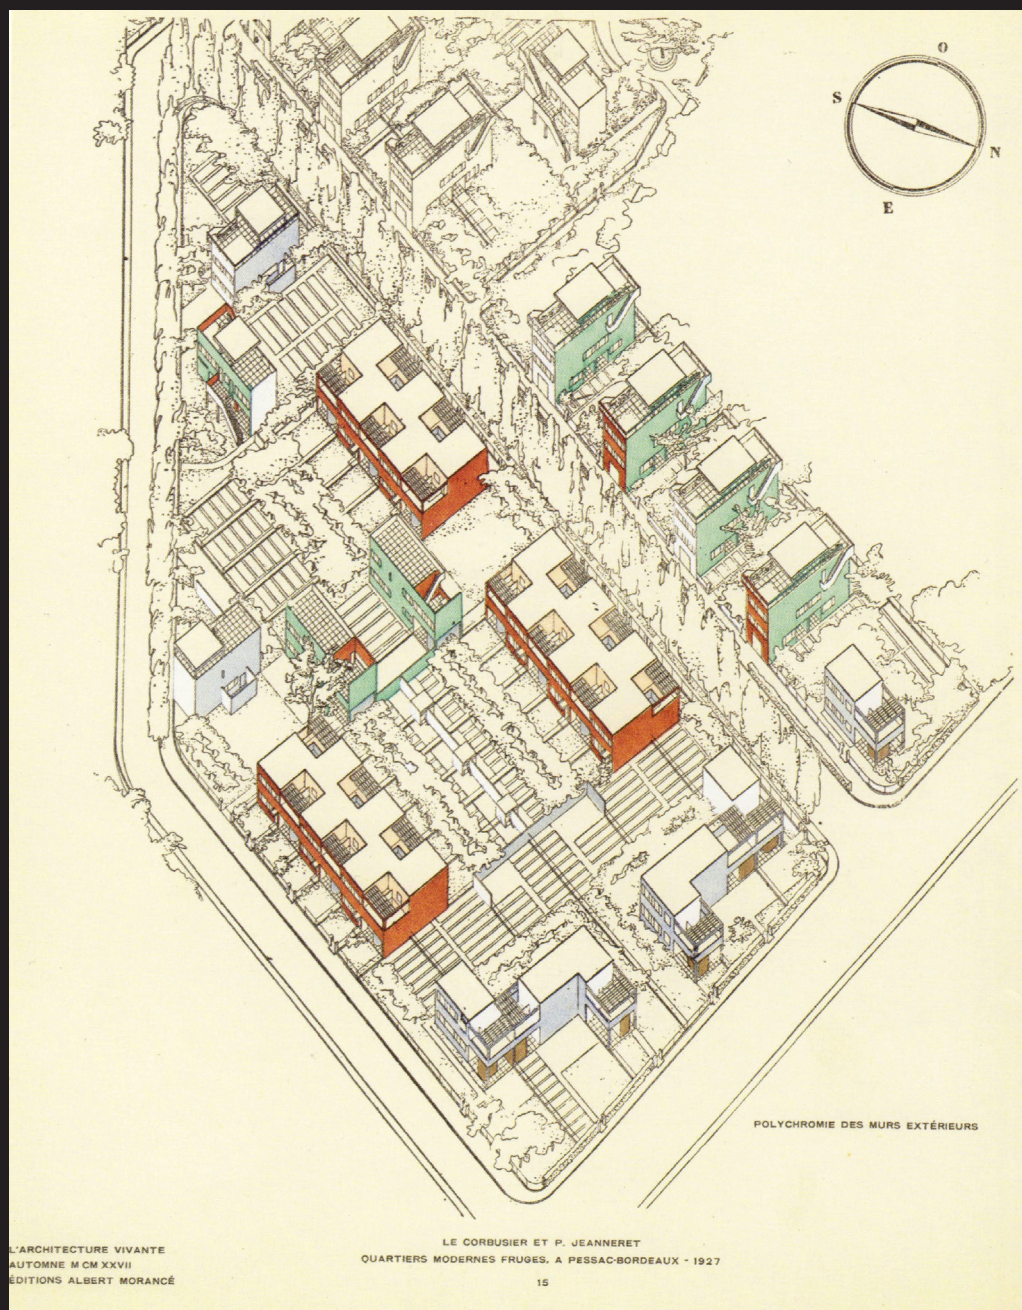 O
S
N
E
POLYCHROMIE DES MURS EXTÉRIEURS
L'ARCHITECTURE VIVANTE
AUTOMNE M CM XXVII
ÉDITIONS ALBERT MORANCÉ
LE CORBUSIER ET P. JEANNERET
QUARTIERS MODERNES FRUGES, A PESSAC-BORDEAUX - 1927
15